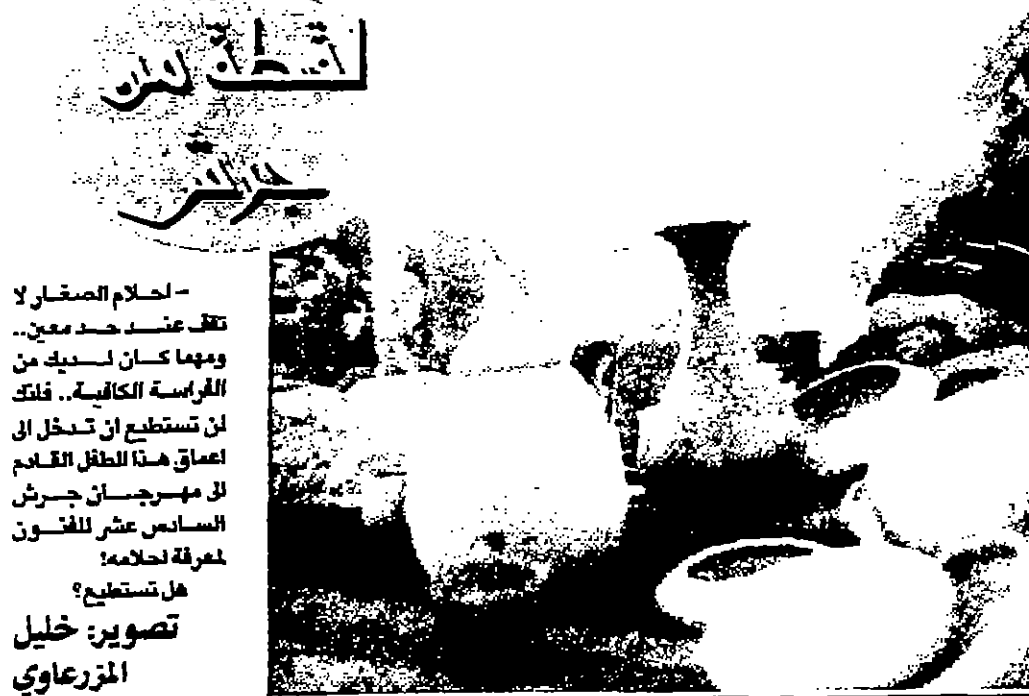 لقطة من
جرش
- احلام الصغار لا
تقف عند حد معين..
ومهما كان لديك من
الفراسة الكافية.. فانك
لن تستطيع ان تدخل الى
اعماق هذا الطفل القادم
الى مهرجان جرش
السادس عشر للفنون
لمعرفة احلامه!
هل تستطيع؟
تصوير: خليل
المزرعاوي